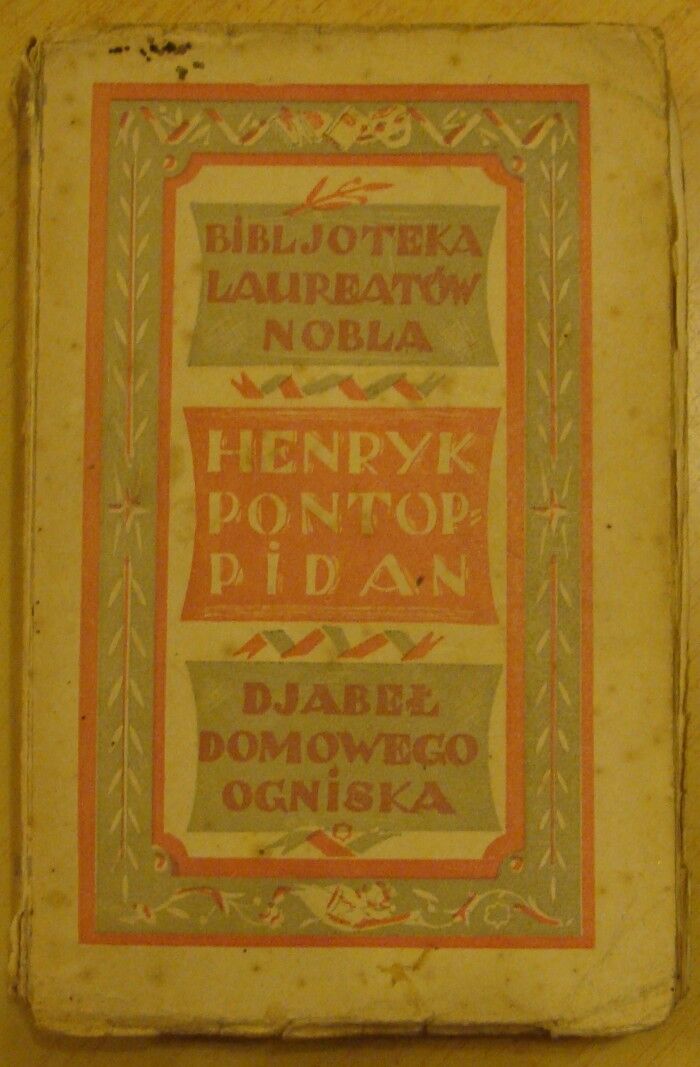 BIBLJOTEKA
LAUREATÓW
NOBLA
HENRYK
PONTOP=
PIDAN
DJABEŁ
DOMOWEGO
OGNISKA